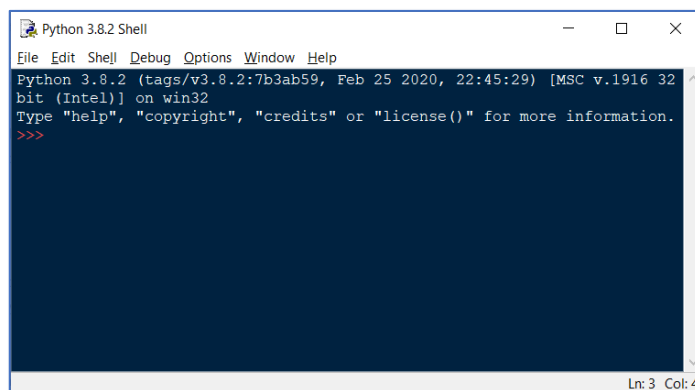 Python 3.8.2 Shell
File Edit Shell Debug Options Window Help
Python 3.8.2 (tags/v3.8.2:7b3ab59, Feb 25 2020, 22:45:29) [MSC v.1916 32
bit (Intel)] on win32
Type "help", "copyright", "credits" or "license()" for more information.
>>>
Ln: 3 Col: 4